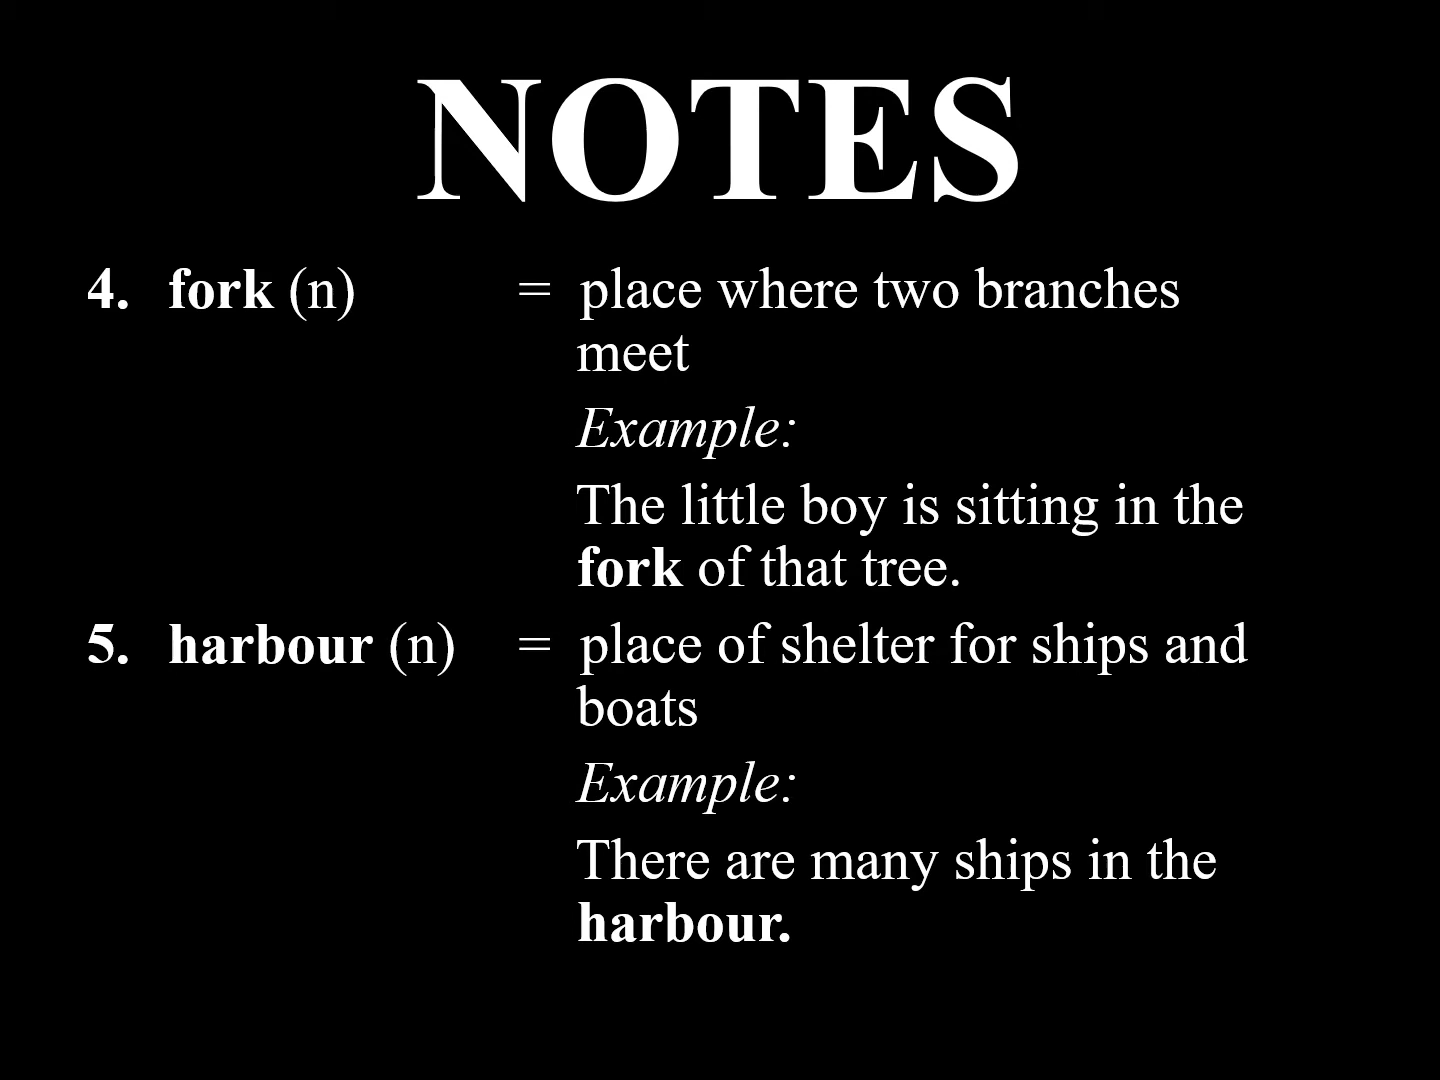 NOTES
4. fork (n) = place where two branches
meet
Example:
The little boy is sitting in the
fork of that tree.
5. harbour (n) = place of shelter for ships and
boats
Example:
There are many ships in the
harbour.